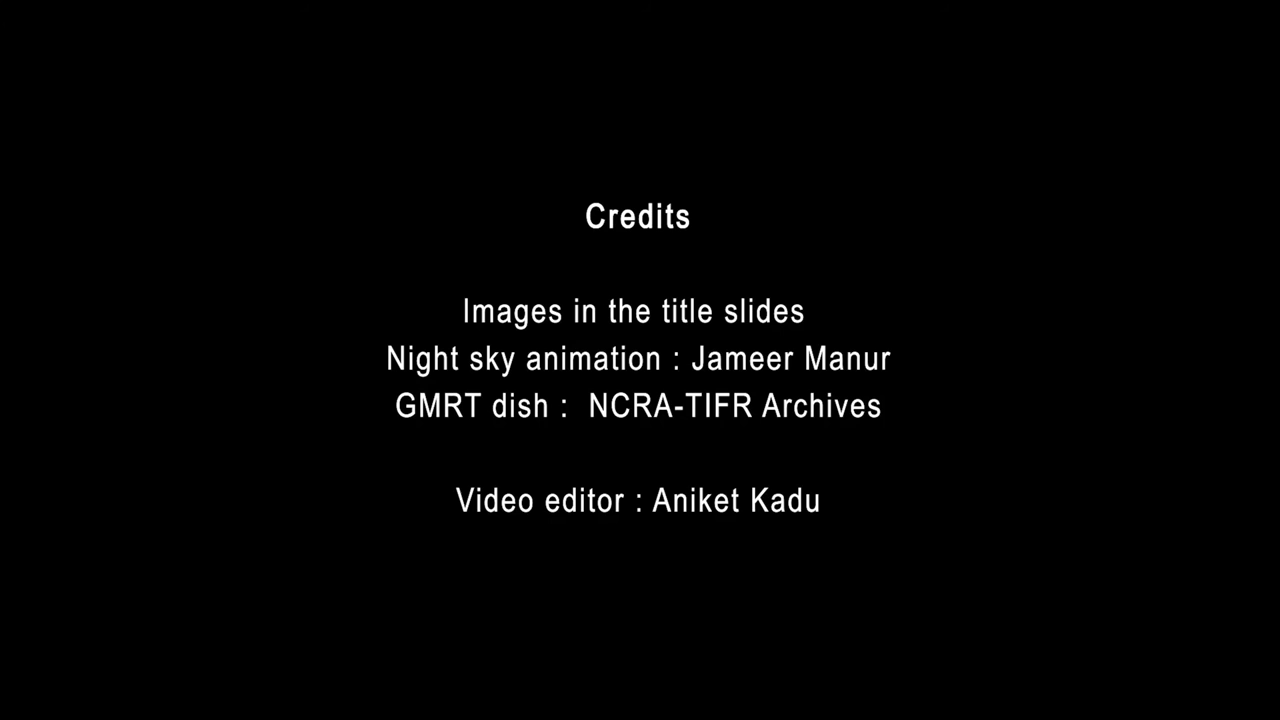 Credits
Images in the title slides
Night sky animation : Jameer Manur
GMRT dish :  NCRA-TIFR Archives
Video editor : Aniket Kadu